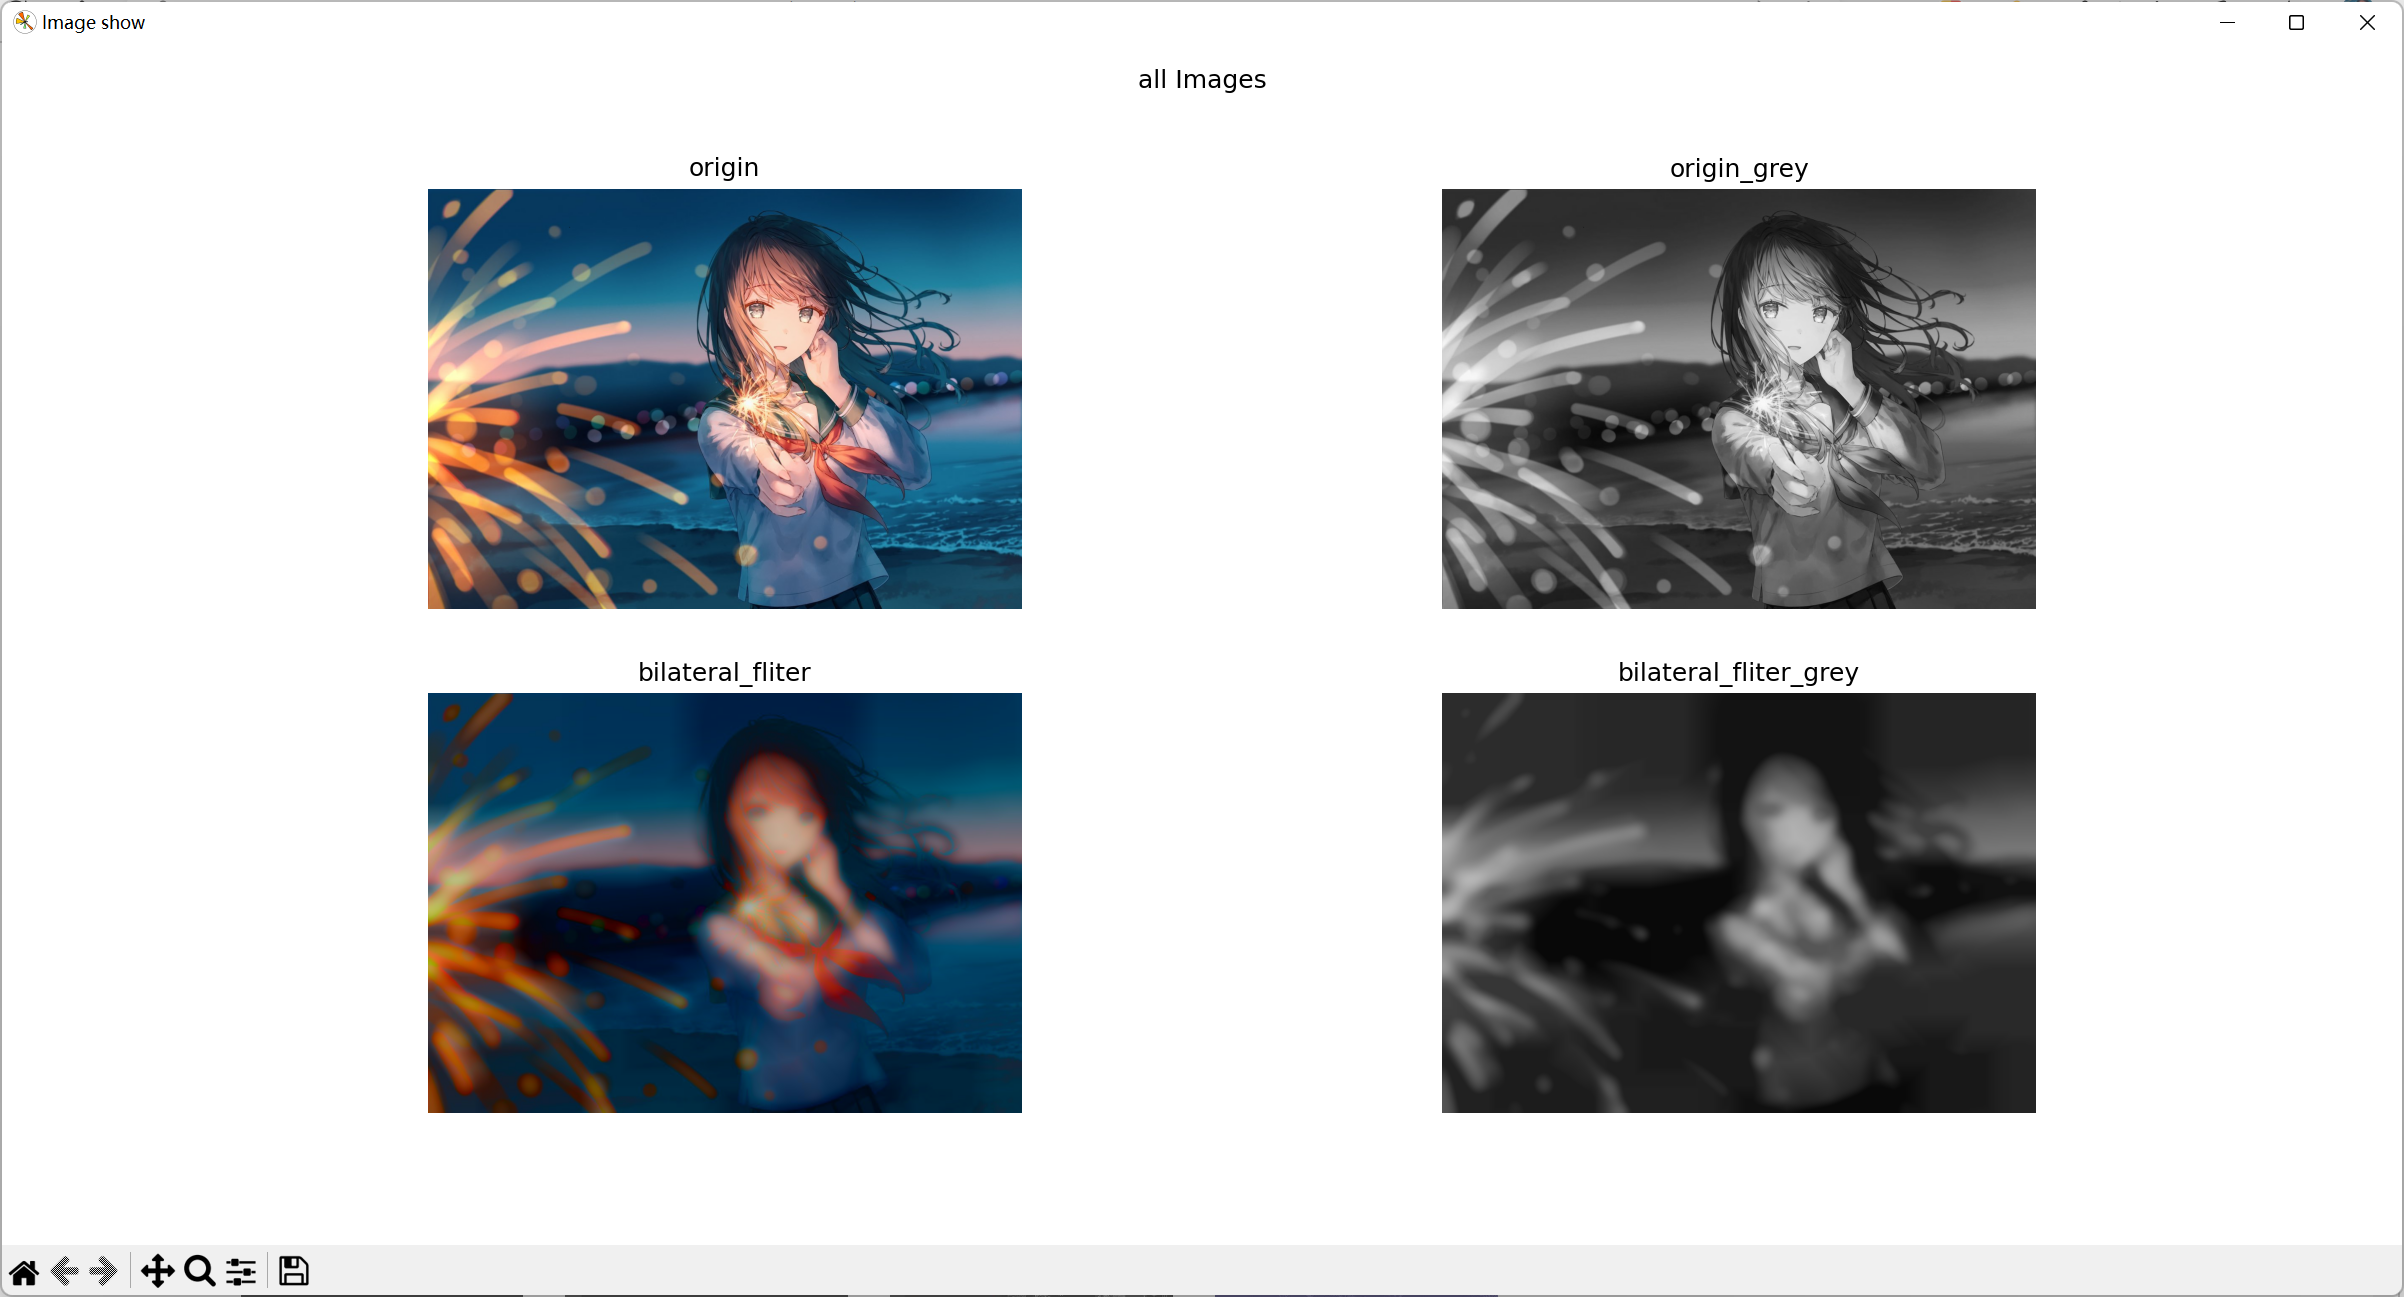 Image show
all Images
origin
origin_grey
bilateral_fliter
bilateral_fliter_grey